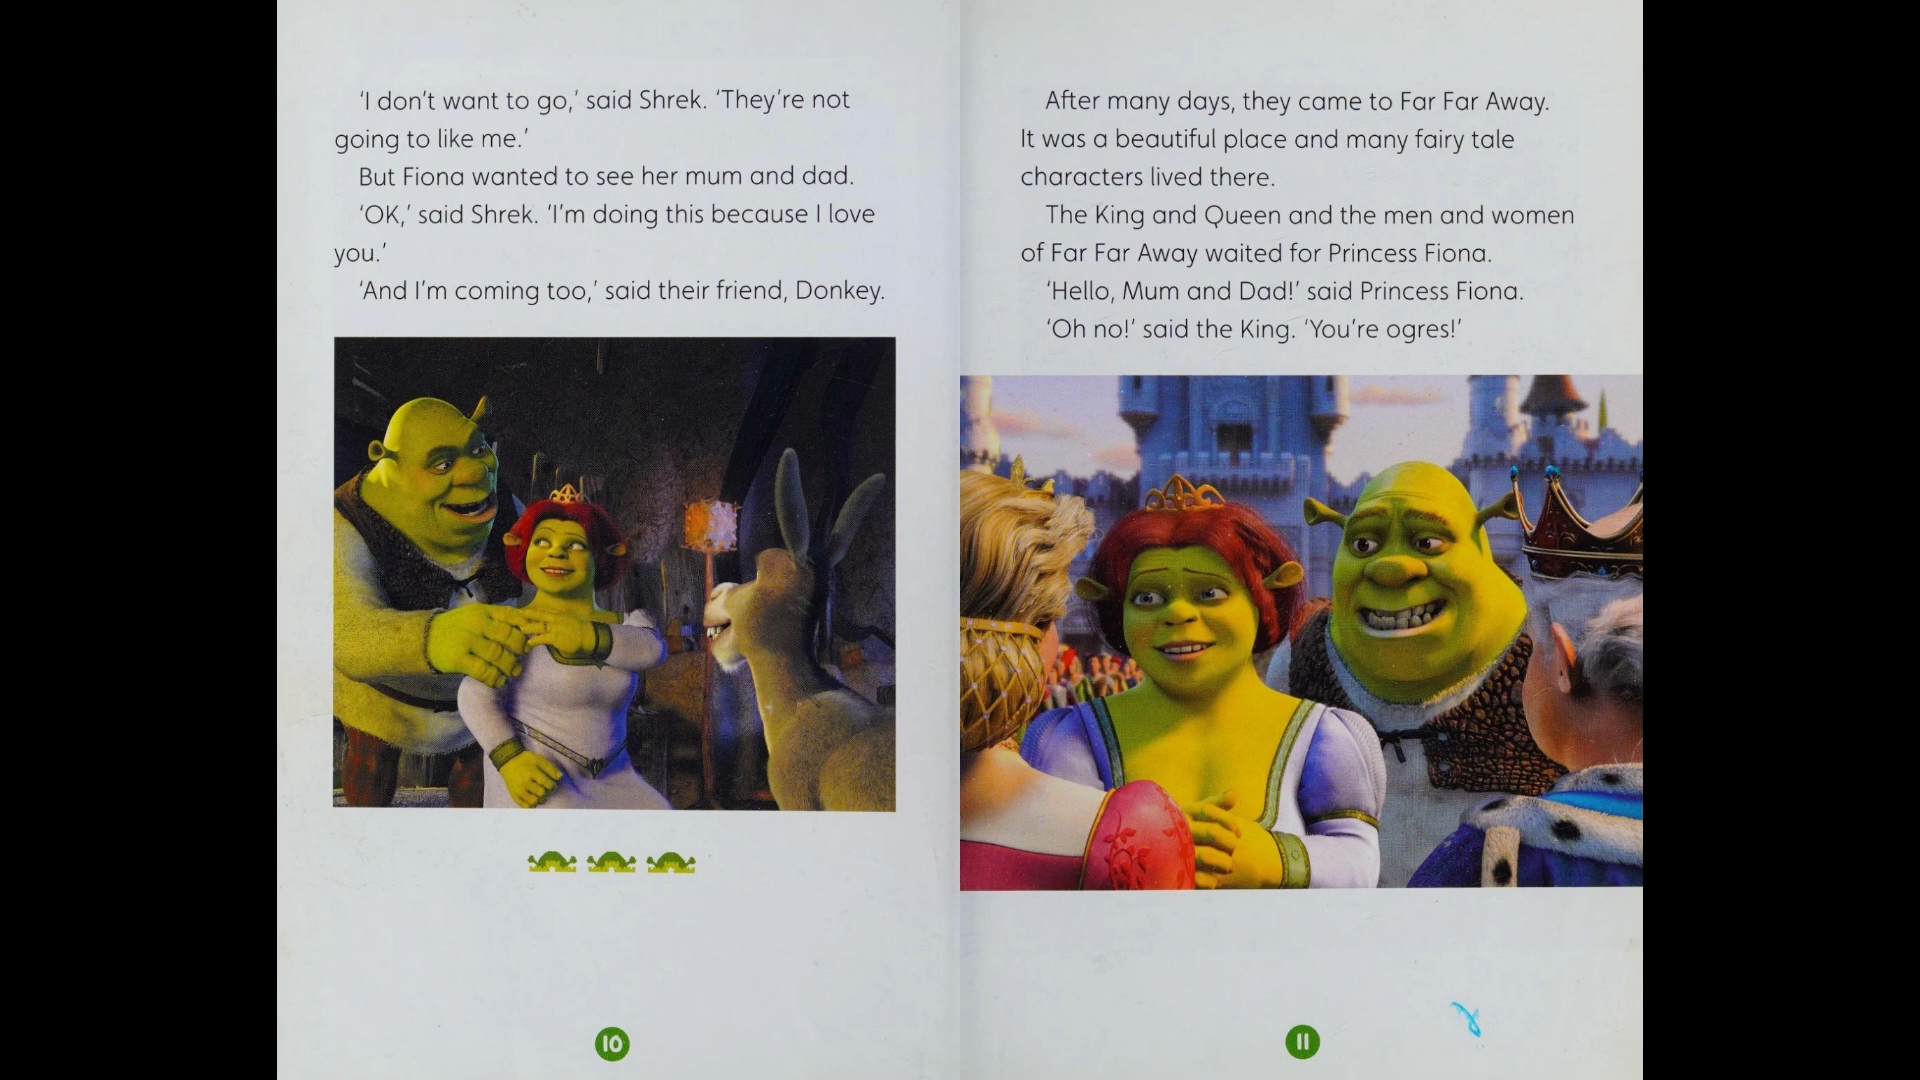 ‘I don’t want to go,’ said Shrek. ‘They’re not
going to like me.’
But Fiona wanted to see her mum and dad.
‘OK,’ said Shrek. ‘I’m doing this because I love
you.’
‘And I’m coming too,’ said their friend, Donkey.
10
After many days, they came to Far Far Away.
It was a beautiful place and many fairy tale
characters lived there.
The King and Queen and the men and women
of Far Far Away waited for Princess Fiona.
‘Hello, Mum and Dad!’ said Princess Fiona.
‘Oh no!’ said the King. ‘You’re ogres!’
11